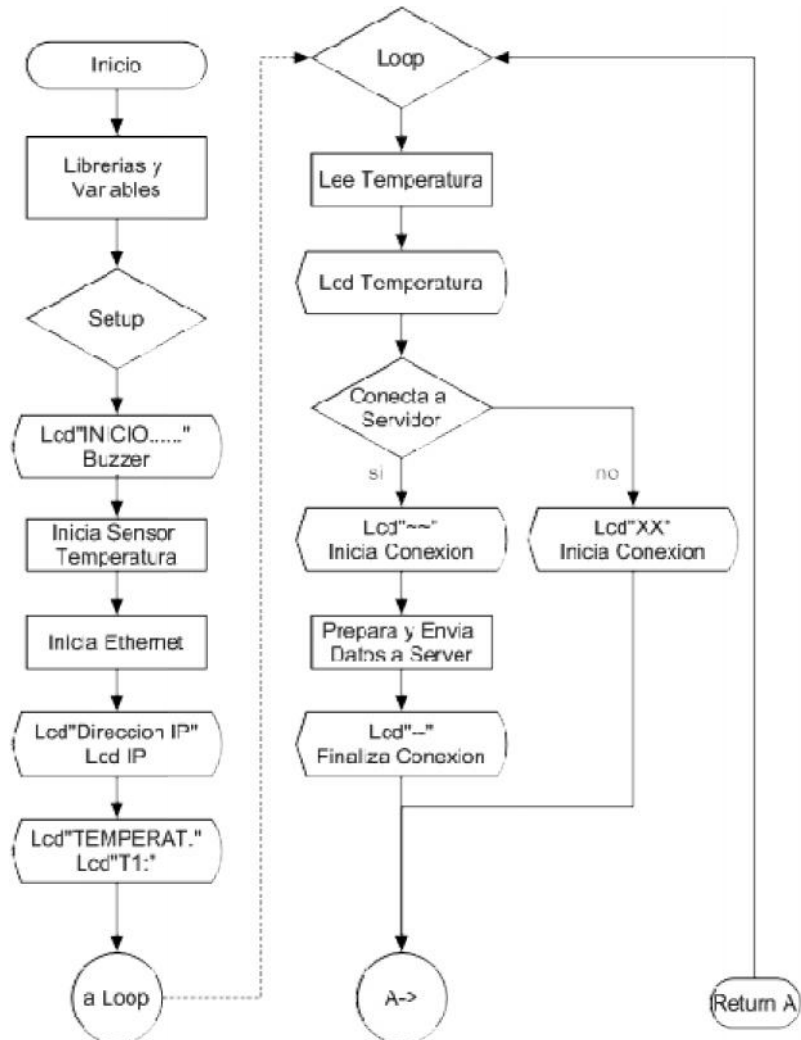 Inicio
Librerias y
Variables
Setup
Lcd"INICIO......"
Buzzer
Inicia Sensor
Temperatura
Inicia Ethernet
Lcd"Direccion IP"
Lcd IP
Lcd"TEMPERAT."
Lcd"T1:"
a Loop
Loop
Lee Temperatura
Lcd Temperatura
Conecta a
Servidor
si
no
Lcd"~~"
Inicia Conexion
Lcd"XX"
Inicia Conexion
Prepara y Envia
Datos a Server
Lcd"--"
Finaliza Conexion
A->
Return A